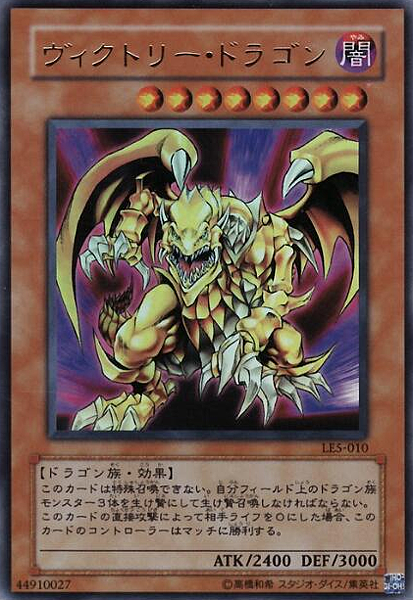 ヴィクトリー・ドラゴン
闇
やみ
LE5-010
【ドラゴン族・効果】
このカードは特殊召喚できない。自分フィールド上のドラゴン族
モンスター3体を生け贄にして生け贄召喚しなければならない。
このカードの直接攻撃によって相手ライフを0にした場合、この
カードのコントローラーはマッチに勝利する。
ATK/2400 DEF/3000
44910027
©高橋和希 スタジオ・ダイス/集英社